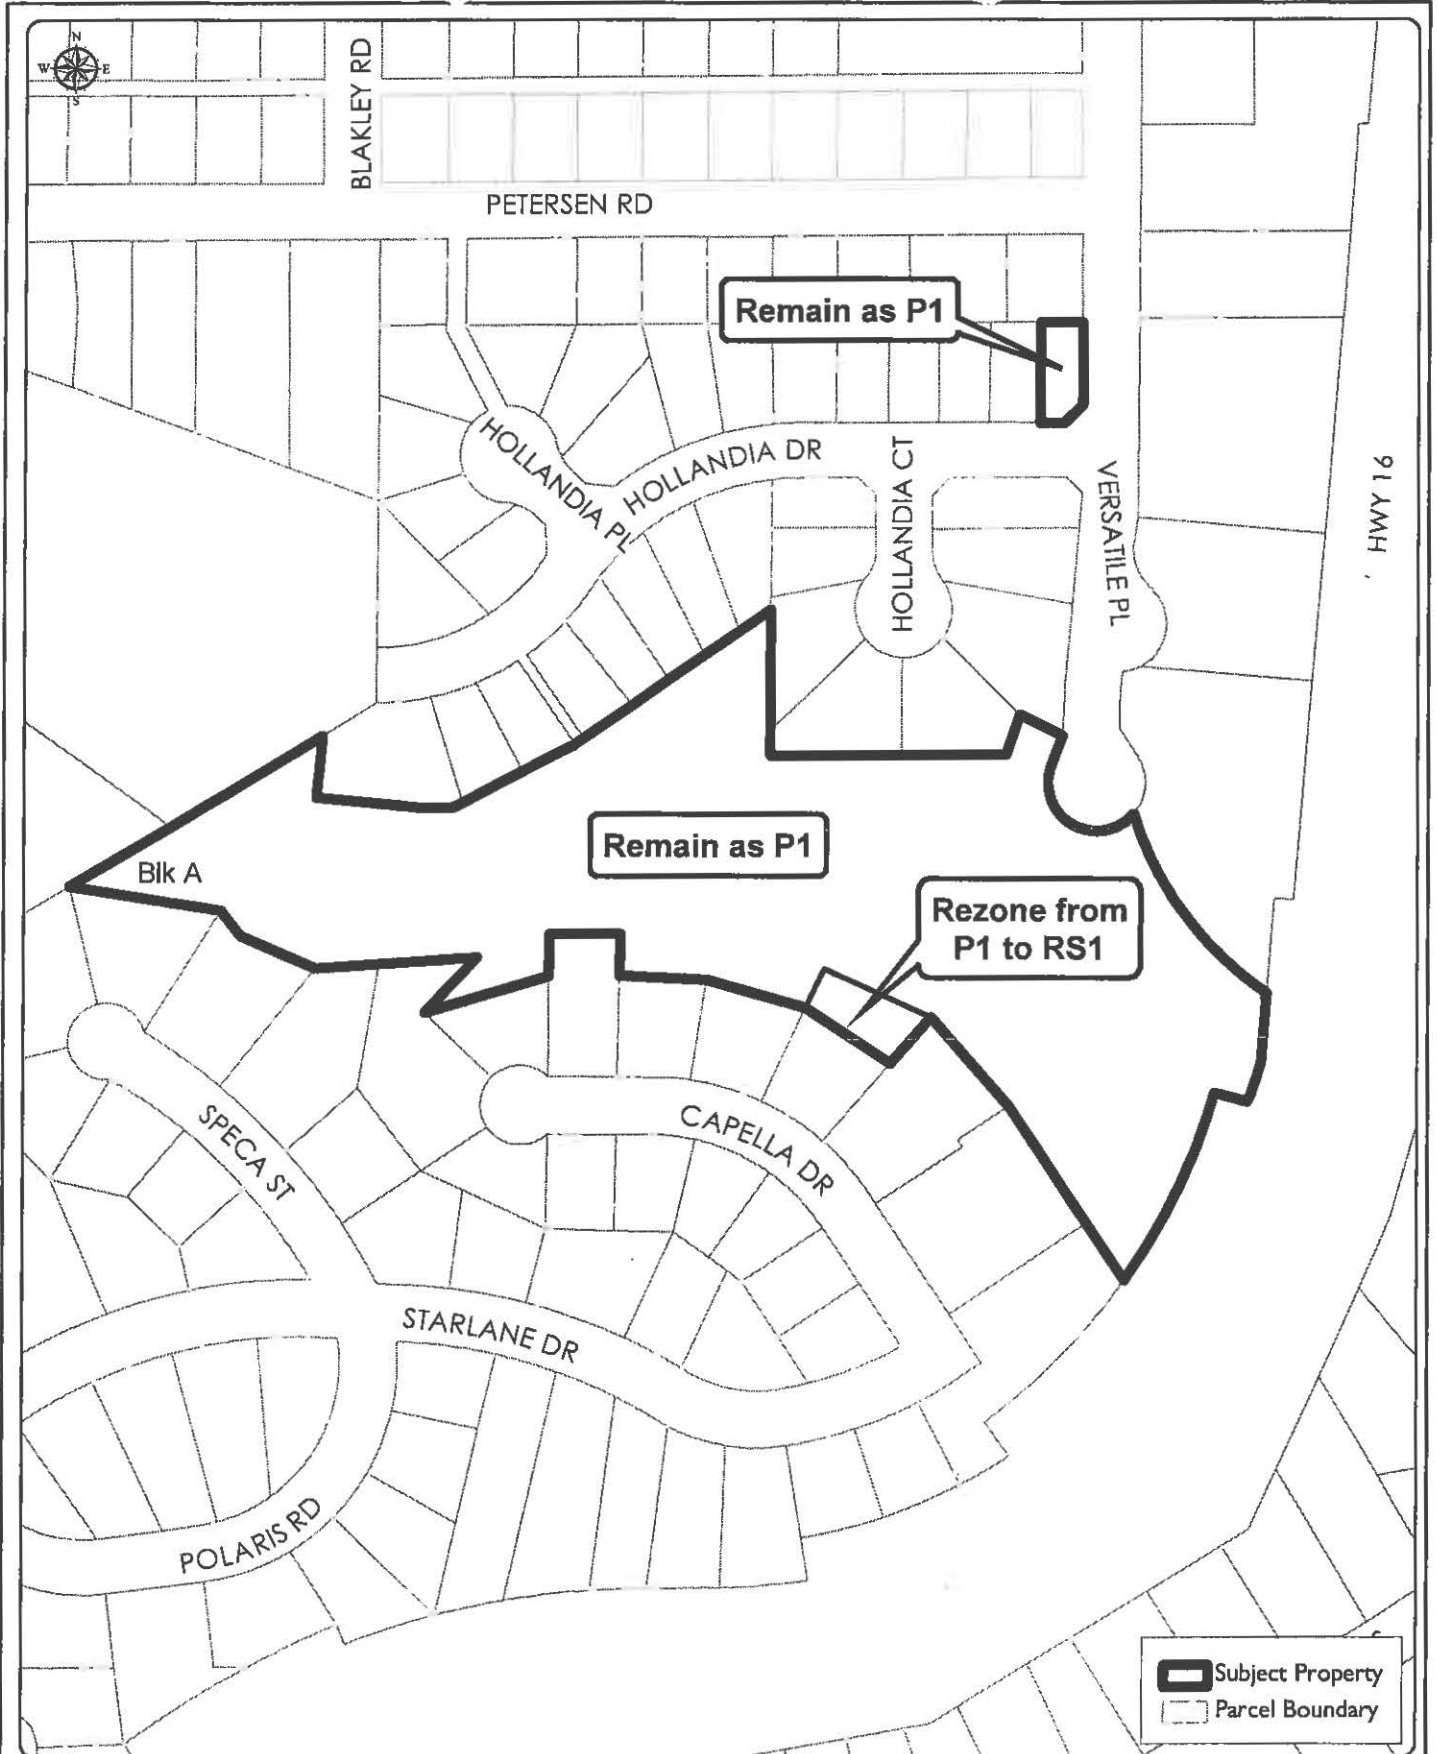 N
W E
S
BLAKLEY RD
PETERSEN RD
Remain as P1
HOLLANDIA DR
HOLLANDIA PL
HOLLANDIA CT
VERSATILE PL
HWY 16
Remain as P1
Blk A
Rezone from
P1 to RS1
SPECA ST
CAPELLA DR
STARLANE DR
POLARIS RD
Subject Property
Parcel Boundary